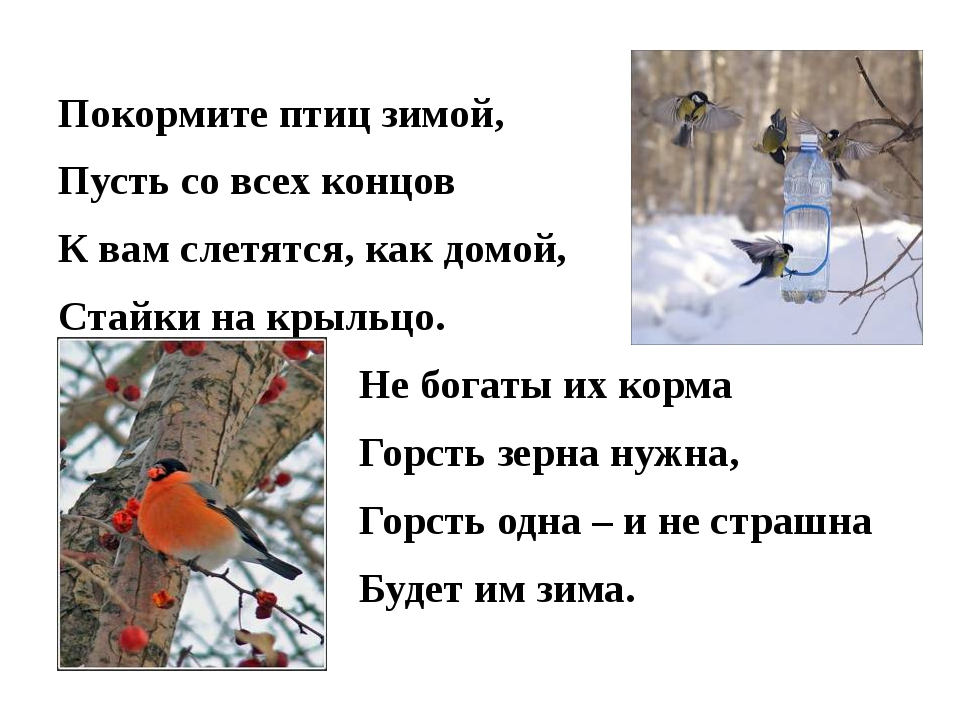 Покормите птиц зимой,
Пусть со всех концов
К вам слетятся, как домой,
Стайки на крыльцо.
Не богаты их корма
Горсть зерна нужна,
Горсть одна – и не страшна
Будет им зима.